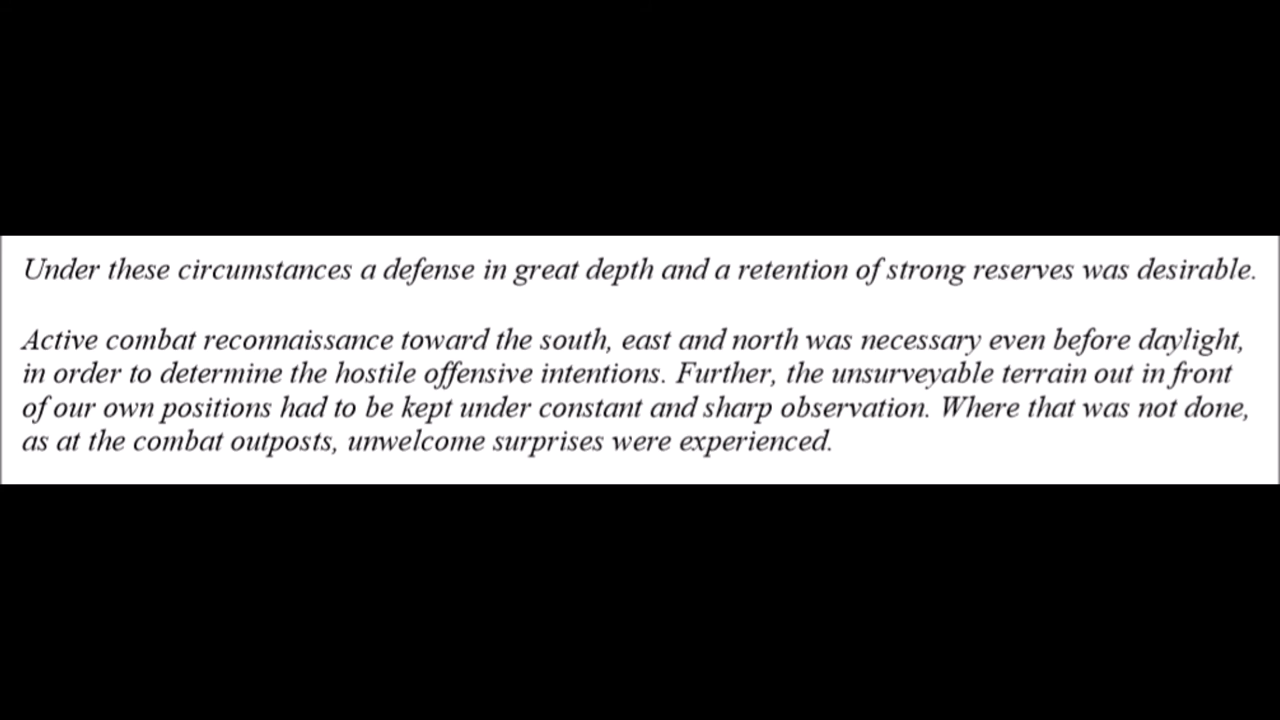 Under these circumstances a defense in great depth and a retention of strong reserves was desirable.
Active combat reconnaissance toward the south, east and north was necessary even before daylight,
in order to determine the hostile offensive intentions. Further, the unsurveyable terrain out in front
of our own positions had to be kept under constant and sharp observation. Where that was not done,
as at the combat outposts, unwelcome surprises were experienced.